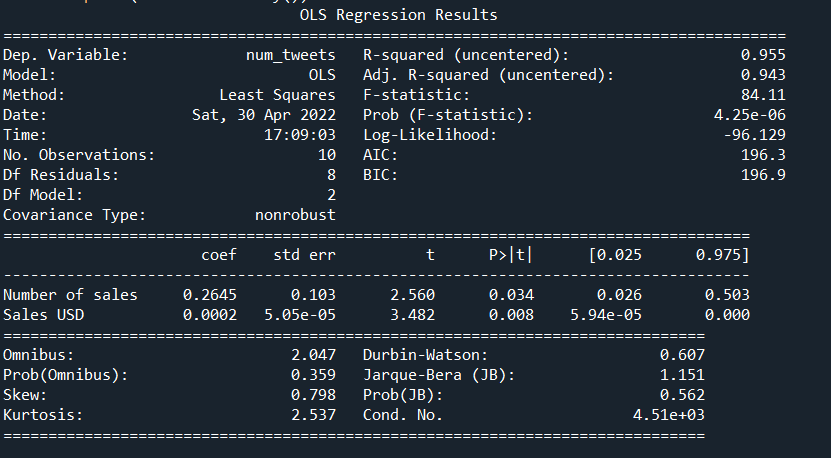 OLS Regression Results
==============================================================================
Dep. Variable: num_tweets R-squared (uncentered): 0.955
Model: OLS Adj. R-squared (uncentered): 0.943
Method: Least Squares F-statistic: 84.11
Date: Sat, 30 Apr 2022 Prob (F-statistic): 4.25e-06
Time: 17:09:03 Log-Likelihood: -96.129
No. Observations: 10 AIC: 196.3
Df Residuals: 8 BIC: 196.9
Df Model: 2
Covariance Type: nonrobust
==============================================================================
coef std err t P>|t| [0.025 0.975]
------------------------------------------------------------------------------
Number of sales 0.2645 0.103 2.560 0.034 0.026 0.503
Sales USD 0.0002 5.05e-05 3.482 0.008 5.94e-05 0.000
==============================================================================
Omnibus: 2.047 Durbin-Watson: 0.607
Prob(Omnibus): 0.359 Jarque-Bera (JB): 1.151
Skew: 0.798 Prob(JB): 0.562
Kurtosis: 2.537 Cond. No. 4.51e+03
==============================================================================